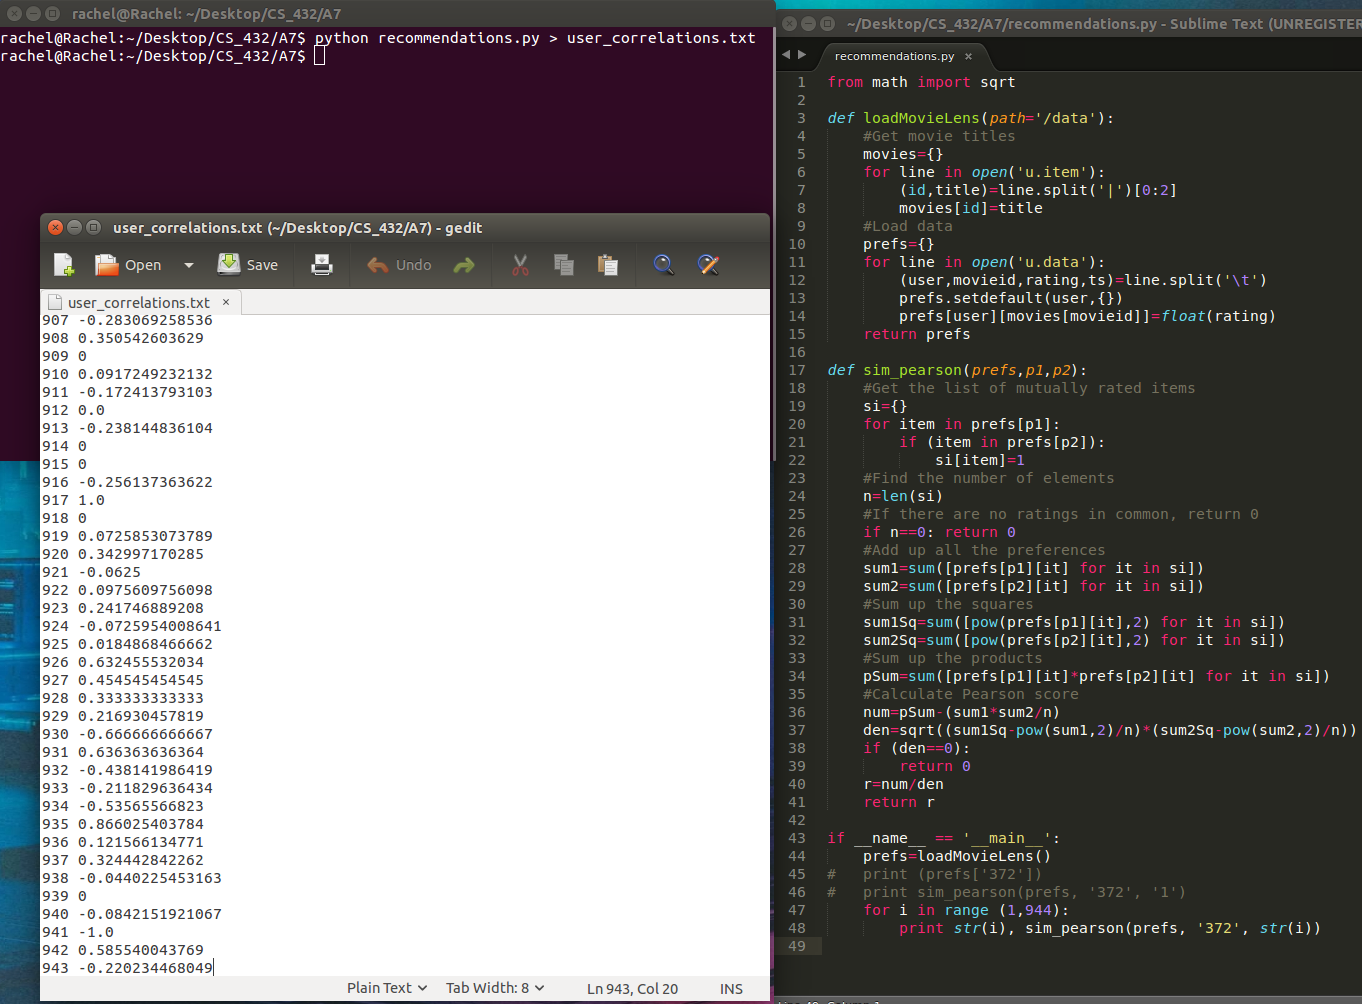 rachel@Rachel: ~/Desktop/CS_432/A7
rachel@Rachel:~/Desktop/CS_432/A7$ python recommendations.py > user_correlations.txt
rachel@Rachel:~/Desktop/CS_432/A7$
user_correlations.txt (~/Desktop/CS_432/A7) - gedit
Open Save Undo
user_correlations.txt ×
907 -0.283069258536
908 0.350542603629
909 0
910 0.0917249232132
911 -0.172413793103
912 0.0
913 -0.238144836104
914 0
915 0
916 -0.256137363622
917 1.0
918 0
919 0.0725853073789
920 0.342997170285
921 -0.0625
922 0.0975609756098
923 0.241746889208
924 -0.0725954008641
925 0.0184868466662
926 0.632455532034
927 0.454545454545
928 0.333333333333
929 0.216930457819
930 -0.666666666667
931 0.636363636364
932 -0.438141986419
933 -0.211829636434
934 -0.53565566823
935 0.866025403784
936 0.121566134771
937 0.324442842262
938 -0.0440225453163
939 0
940 -0.0842151921067
941 -1.0
942 0.585540043769
943 -0.220234468049
Plain Text Tab Width: 8 Ln 943, Col 20 INS
~/Desktop/CS_432/A7/recommendations.py - Sublime Text (UNREGISTER
recommendations.py ×
1 from math import sqrt
2
3 def loadMovieLens(path='/data'):
4     #Get movie titles
5     movies={}
6     for line in open('u.item'):
7         (id,title)=line.split('|')[0:2]
8         movies[id]=title
9     #Load data
10     prefs={}
11     for line in open('u.data'):
12         (user,movieid,rating,ts)=line.split('\t')
13         prefs.setdefault(user,{})
14         prefs[user][movies[movieid]]=float(rating)
15     return prefs
16
17 def sim_pearson(prefs,p1,p2):
18     #Get the list of mutually rated items
19     si={}
20     for item in prefs[p1]:
21         if (item in prefs[p2]):
22             si[item]=1
23     #Find the number of elements
24     n=len(si)
25     #If there are no ratings in common, return 0
26     if n==0: return 0
27     #Add up all the preferences
28     sum1=sum([prefs[p1][it] for it in si])
29     sum2=sum([prefs[p2][it] for it in si])
30     #Sum up the squares
31     sum1Sq=sum([pow(prefs[p1][it],2) for it in si])
32     sum2Sq=sum([pow(prefs[p2][it],2) for it in si])
33     #Sum up the products
34     pSum=sum([prefs[p1][it]*prefs[p2][it] for it in si])
35     #Calculate Pearson score
36     num=pSum-(sum1*sum2/n)
37     den=sqrt((sum1Sq-pow(sum1,2)/n)*(sum2Sq-pow(sum2,2)/n))
38     if (den==0):
39         return 0
40     r=num/den
41     return r
42
43 if __name__ == '__main__':
44     prefs=loadMovieLens()
45 #   print (prefs['372'])
46 #   print sim_pearson(prefs, '372', '1')
47     for i in range (1,944):
48         print str(i), sim_pearson(prefs, '372', str(i))
49